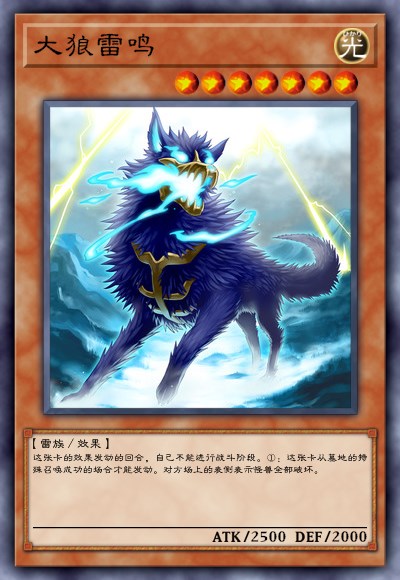 大狼雷鸣
光
ひかり
【雷族／效果】
这张卡的效果发动的回合，自己不能进行战斗阶段。①：这张卡从墓地的特
殊召唤成功的场合才能发动。对方场上的表侧表示怪兽全部破坏。
ATK/2500 DEF/2000